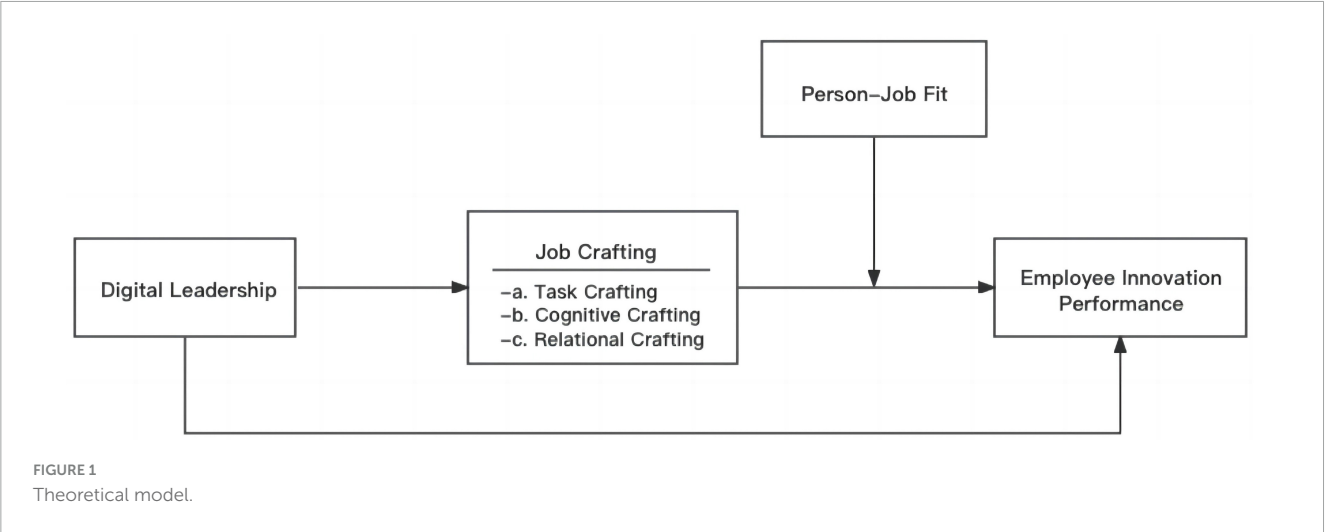 Person–Job Fit
Job Crafting
Digital Leadership
–a. Task Crafting
–b. Cognitive Crafting
–c. Relational Crafting
Employee Innovation
Performance
FIGURE 1
Theoretical model.